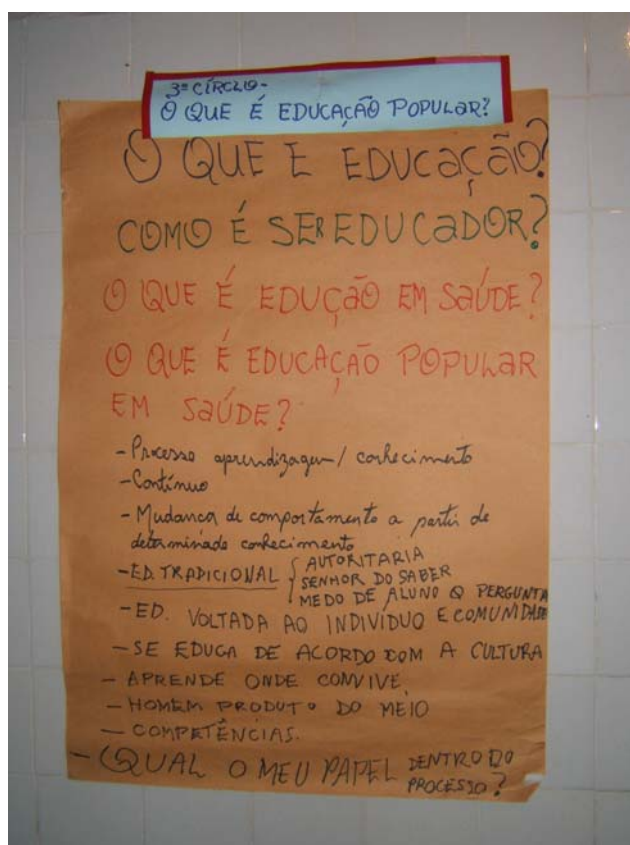 3º CÍRCLO-
O QUE É EDUCAÇÃO POPULAR?
O QUE E EDUCAÇÃO?
COMO É SER EDUCADOR?
O QUE É EDUÇÃO EM SAÚDE?
O QUE É EDUCAÇÃO POPULAR
EM SAÚDE?
- Processo aprendizagem / conhecimento
- Contínuo
- Mudança de comportamento a partir de
determinado conhecimento
- ED. TRADICIONAL { AUTORITARIA
SENHOR DO SABER
MEDO DE ALUNO Q PERGUNTA
- ED. VOLTADA AO INDIVIDUO E COMUNIDADE
- SE EDUCA DE ACORDO COM A CULTURA
- APRENDE ONDE CONVIVE.
- HOMEM PRODUTO DO MEIO
- COMPETÊNCIAS.
- QUAL O MEU PAPEL DENTRO DO
PROCESSO?